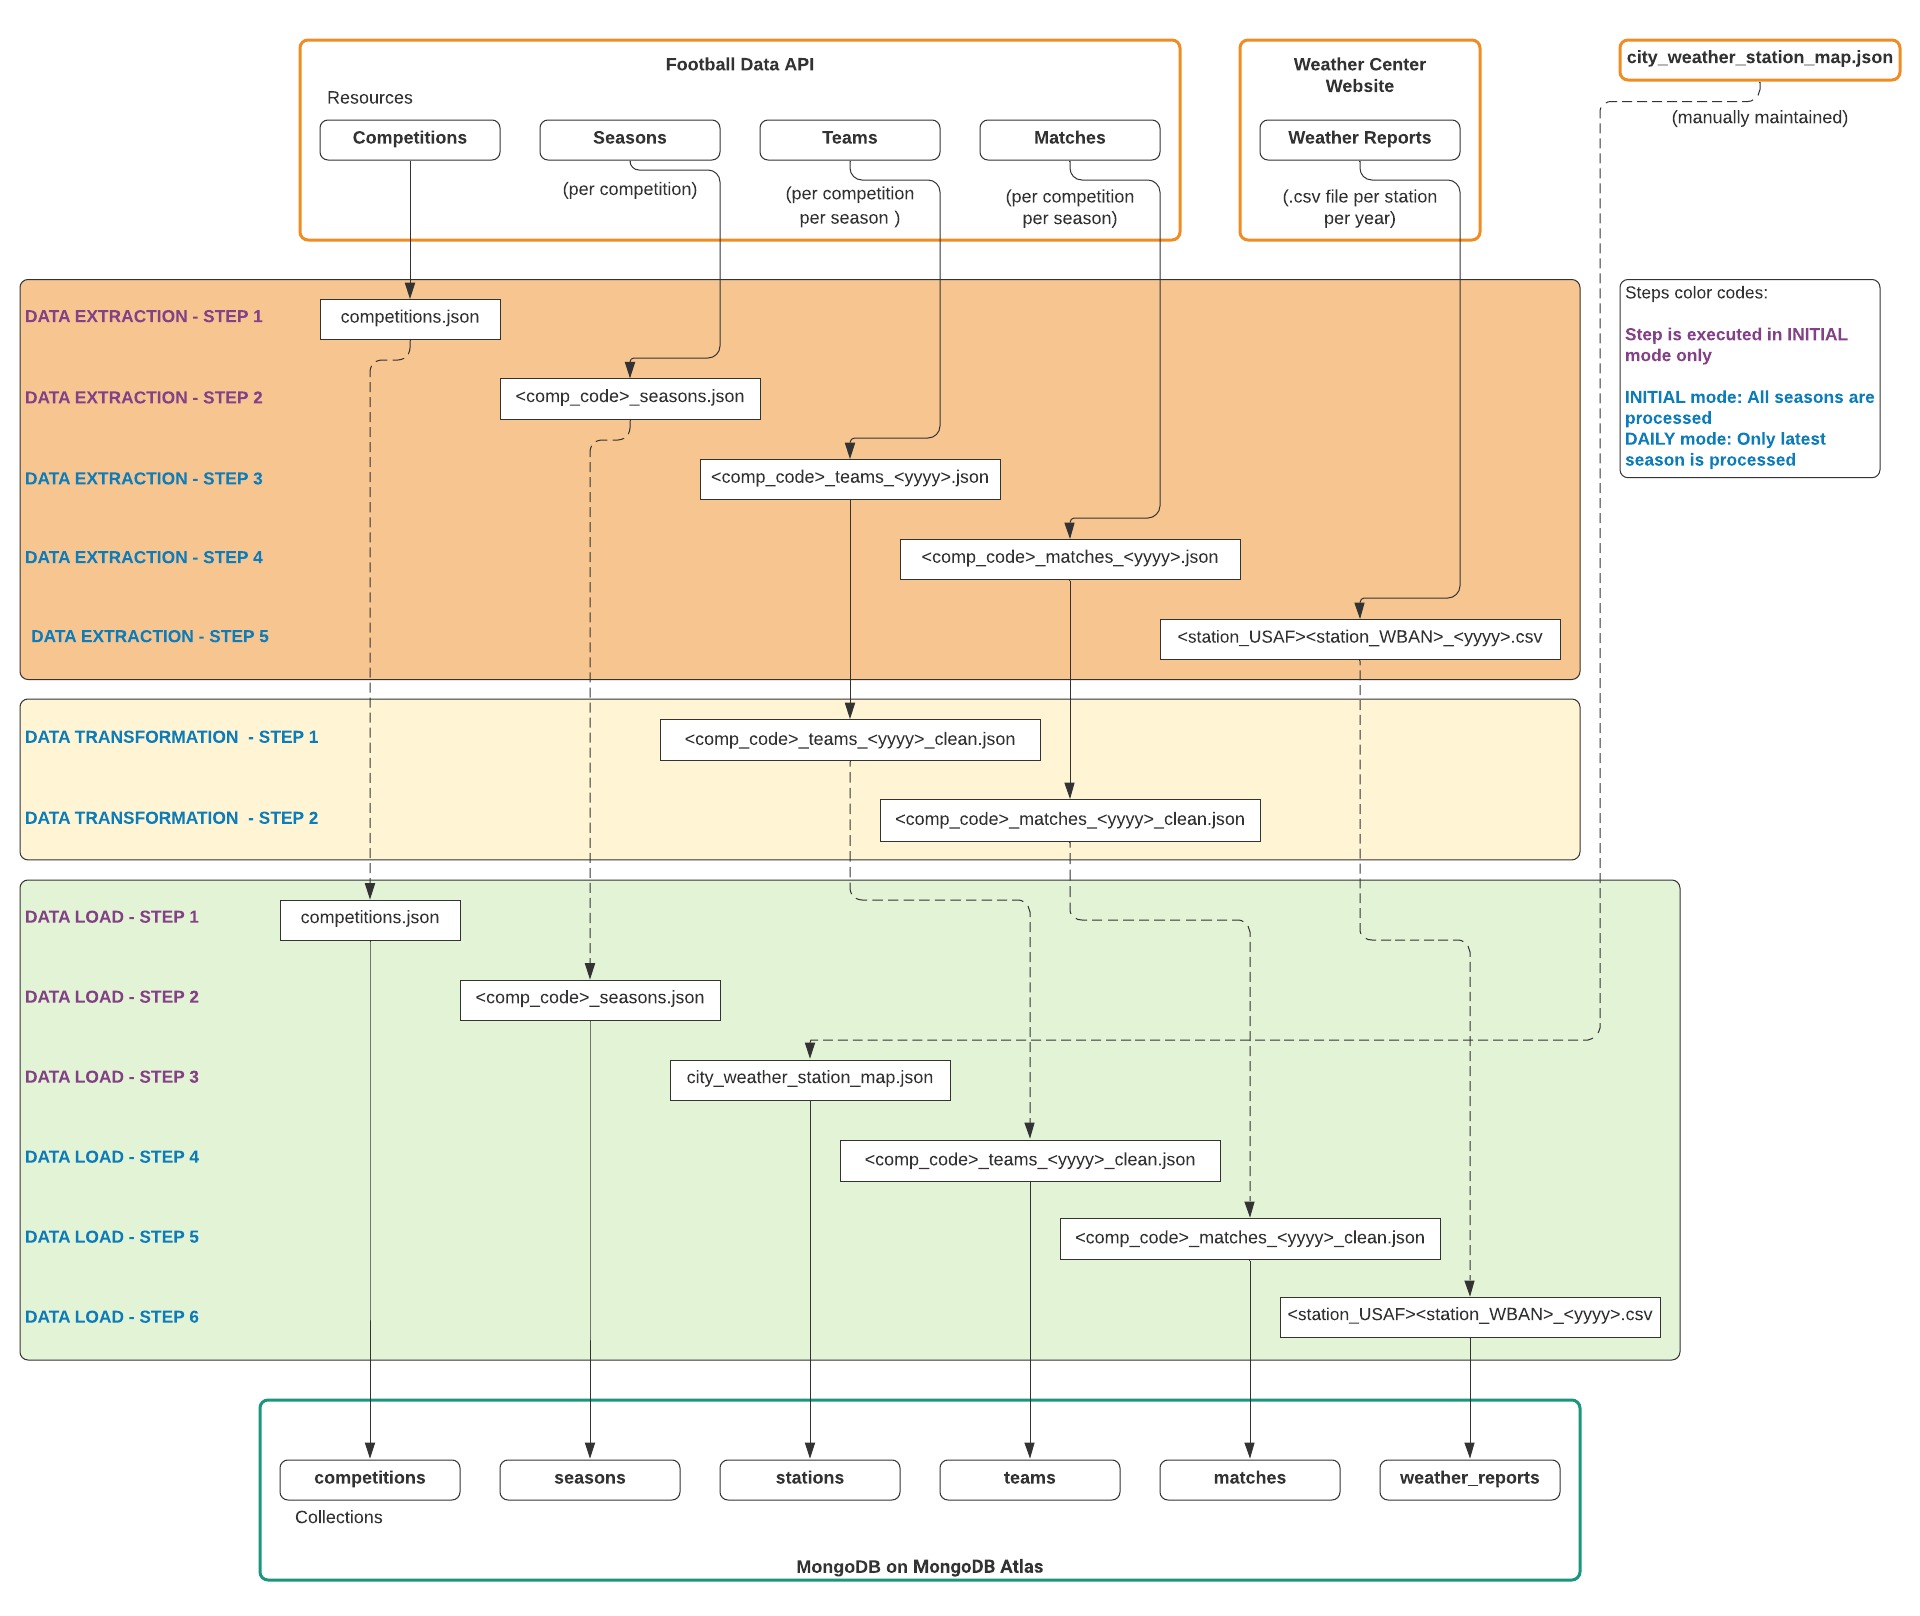 Football Data API
Resources
Competitions
Seasons
(per competition)
Teams
(per competition
per season )
Matches
(per competition
per season)
Weather Center
Website
Weather Reports
(.csv file per station
per year)
city_weather_station_map.json
(manually maintained)
Steps color codes:
Step is executed in INITIAL
mode only
INITIAL mode: All seasons are
processed
DAILY mode: Only latest
season is processed
DATA EXTRACTION - STEP 1
competitions.json
DATA EXTRACTION - STEP 2
<comp_code>_seasons.json
DATA EXTRACTION - STEP 3
<comp_code>_teams_<yyyy>.json
DATA EXTRACTION - STEP 4
<comp_code>_matches_<yyyy>.json
DATA EXTRACTION - STEP 5
<station_USAF><station_WBAN>_<yyyy>.csv
DATA TRANSFORMATION - STEP 1
<comp_code>_teams_<yyyy>_clean.json
DATA TRANSFORMATION - STEP 2
<comp_code>_matches_<yyyy>_clean.json
DATA LOAD - STEP 1
competitions.json
DATA LOAD - STEP 2
<comp_code>_seasons.json
DATA LOAD - STEP 3
city_weather_station_map.json
DATA LOAD - STEP 4
<comp_code>_teams_<yyyy>_clean.json
DATA LOAD - STEP 5
<comp_code>_matches_<yyyy>_clean.json
DATA LOAD - STEP 6
<station_USAF><station_WBAN>_<yyyy>.csv
competitions
seasons
stations
teams
matches
weather_reports
Collections
MongoDB on MongoDB Atlas